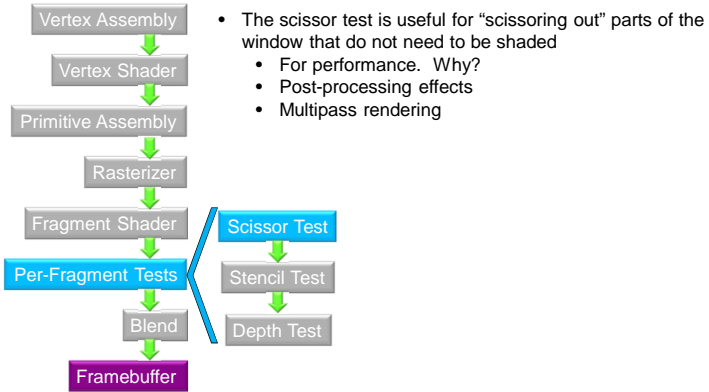 Vertex Assembly
Vertex Shader
Primitive Assembly
Rasterizer
Fragment Shader
Per-Fragment Tests
Blend
Framebuffer
Scissor Test
Stencil Test
Depth Test
• The scissor test is useful for “scissoring out” parts of the
window that do not need to be shaded
• For performance. Why?
• Post-processing effects
• Multipass rendering